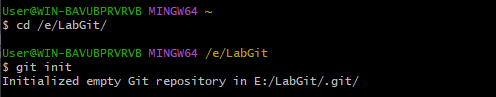 User@WIN-BAVUBPRVRVB MINGW64 ~
$ cd /e/LabGit/
User@WIN-BAVUBPRVRVB MINGW64 /e/LabGit
$ git init
Initialized empty Git repository in E:/LabGit/.git/